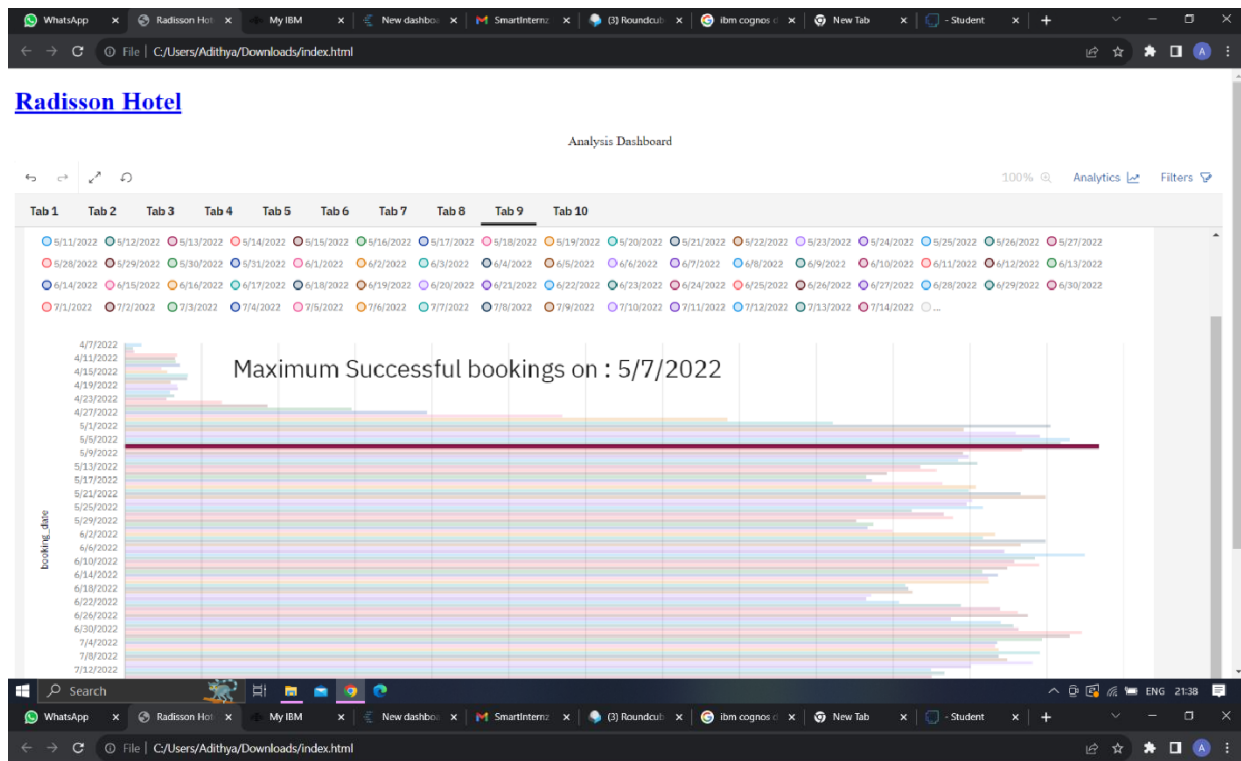 WhatsApp Radisson Hot My IBM New dashboa SmartInternz (3) Roundcub ibm cognos d New Tab - Student
File C:/Users/Adithya/Downloads/index.html
Radisson Hotel
Analysis Dashboard
100% Analytics Filters
Tab 1 Tab 2 Tab 3 Tab 4 Tab 5 Tab 6 Tab 7 Tab 8 Tab 9 Tab 10
5/11/2022 5/12/2022 5/13/2022 5/14/2022 5/15/2022 5/16/2022 5/17/2022 5/18/2022 5/19/2022 5/20/2022 5/21/2022 5/22/2022 5/23/2022 5/24/2022 5/25/2022 5/26/2022 5/27/2022
5/28/2022 5/29/2022 5/30/2022 5/31/2022 6/1/2022 6/2/2022 6/3/2022 6/4/2022 6/5/2022 6/6/2022 6/7/2022 6/8/2022 6/9/2022 6/10/2022 6/11/2022 6/12/2022 6/13/2022
6/14/2022 6/15/2022 6/16/2022 6/17/2022 6/18/2022 6/19/2022 6/20/2022 6/21/2022 6/22/2022 6/23/2022 6/24/2022 6/25/2022 6/26/2022 6/27/2022 6/28/2022 6/29/2022 6/30/2022
7/1/2022 7/2/2022 7/3/2022 7/4/2022 7/5/2022 7/6/2022 7/7/2022 7/8/2022 7/9/2022 7/10/2022 7/11/2022 7/12/2022 7/13/2022 7/14/2022 ...
Maximum Successful bookings on : 5/7/2022
4/7/2022
4/11/2022
4/15/2022
4/19/2022
4/23/2022
4/27/2022
5/1/2022
5/5/2022
5/9/2022
5/13/2022
5/17/2022
5/21/2022
5/25/2022
5/29/2022
6/2/2022
6/6/2022
6/10/2022
6/14/2022
6/18/2022
6/22/2022
6/26/2022
6/30/2022
7/4/2022
7/8/2022
7/12/2022
booking_date
Search ENG 21:38
WhatsApp Radisson Hot My IBM New dashboa SmartInternz (3) Roundcub ibm cognos d New Tab - Student
File C:/Users/Adithya/Downloads/index.html